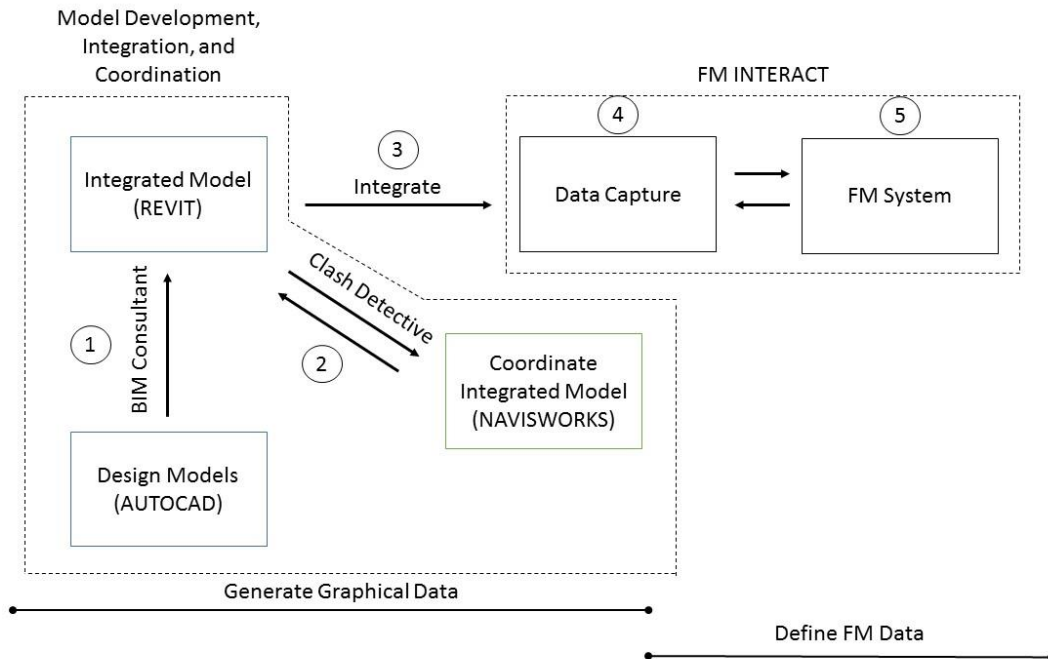 Model Development,
Integration, and
Coordination
FM INTERACT
4
5
3
Integrated Model
(REVIT)
Integrate
Data Capture
FM System
Clash Detective
1
BIM Consultant
2
Coordinate
Integrated Model
(NAVISWORKS)
Design Models
(AUTOCAD)
Generate Graphical Data
Define FM Data